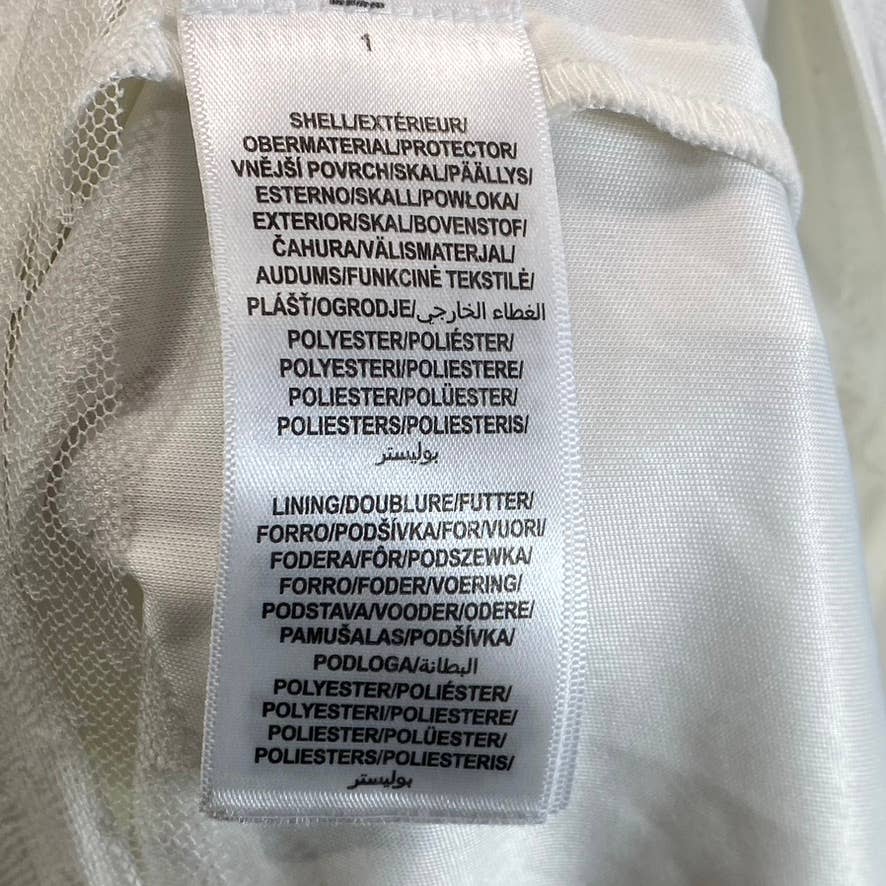 1
SHELL/EXTÉRIEUR/
OBERMATERIAL/PROTECTOR/
VNĚJŠÍ POVRCH/SKAL/PÄÄLLYS/
ESTERNO/SKALL/POWŁOKA/
EXTERIOR/SKAL/BOVENSTOF/
ČAHURA/VÄLISMATERJAL/
AUDUMS/FUNKCINĖ TEKSTILĖ/
PLÁŠŤ/OGRODJE/الغطاء الخارجي
POLYESTER/POLIÉSTER/
POLYESTERI/POLIESTERE/
POLIESTER/POLÜESTER/
POLIESTERS/POLIESTERIS/
بوليستر
LINING/DOUBLURE/FUTTER/
FORRO/PODŠÍVKA/FOR/VUORI/
FODERA/FÔR/PODSZEWKA/
FORRO/FODER/VOERING/
PODSTAVA/VOODER/ODERE/
PAMUŠALAS/PODŠÍVKA/
PODLOGA/البطانة
POLYESTER/POLIÉSTER/
POLYESTERI/POLIESTERE/
POLIESTER/POLÜESTER/
POLIESTERS/POLIESTERIS/
بوليستر